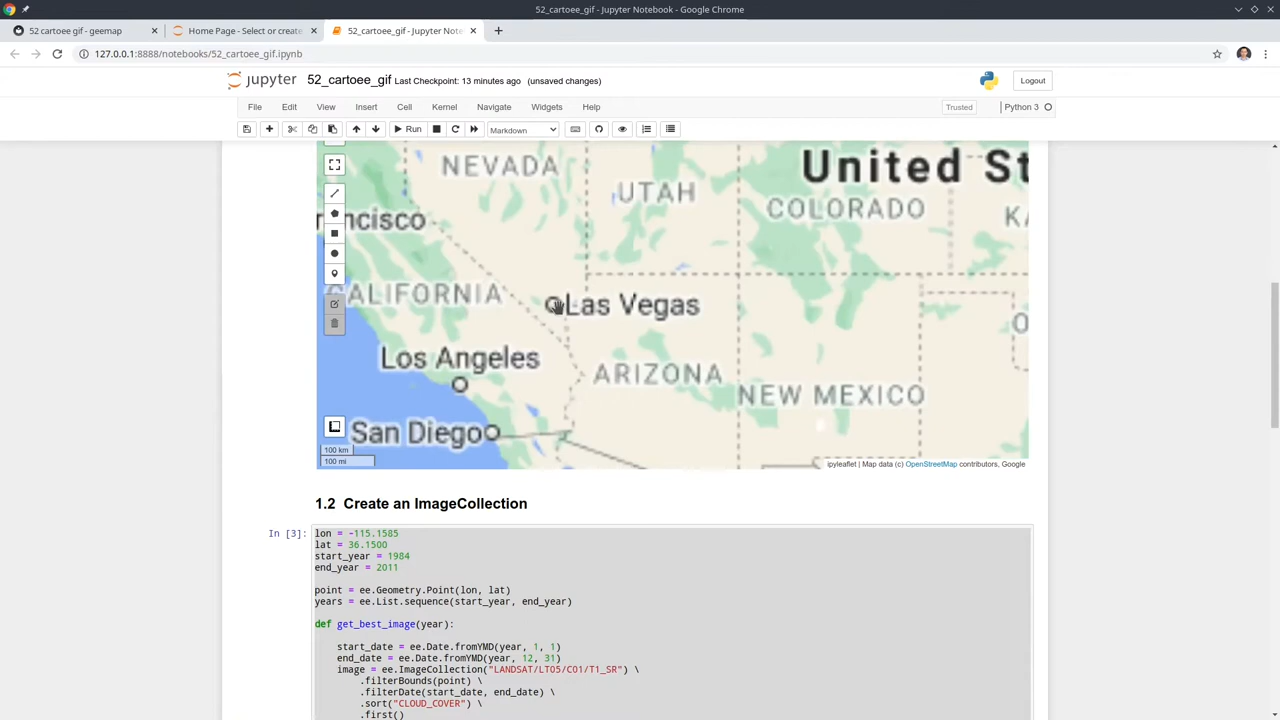 52_cartoee_gif - Jupyter Notebook - Google Chrome
52 cartoee gif - geemap
Home Page - Select or create
52_cartoee_gif - Jupyter Note
127.0.0.1:8888/notebooks/52_cartoee_gif.ipynb
jupyter 52_cartoee_gif Last Checkpoint: 13 minutes ago (unsaved changes)
Logout
File Edit View Insert Cell Kernel Navigate Widgets Help
Trusted Python 3
Run Markdown
NEVADA
United St
UTAH
COLORADO
KA
ncisco
CALIFORNIA
Las Vegas
O
Los Angeles
ARIZONA
NEW MEXICO
San Diego
100 km
100 mi
ipyleaflet | Map data (c) OpenStreetMap contributors, Google
1.2 Create an ImageCollection
In [3]:
lon = -115.1585
lat = 36.1500
start_year = 1984
end_year = 2011
point = ee.Geometry.Point(lon, lat)
years = ee.List.sequence(start_year, end_year)
def get_best_image(year):
start_date = ee.Date.fromYMD(year, 1, 1)
end_date = ee.Date.fromYMD(year, 12, 31)
image = ee.ImageCollection("LANDSAT/LT05/C01/T1_SR") \
.filterBounds(point) \
.filterDate(start_date, end_date) \
.sort("CLOUD_COVER") \
.first()